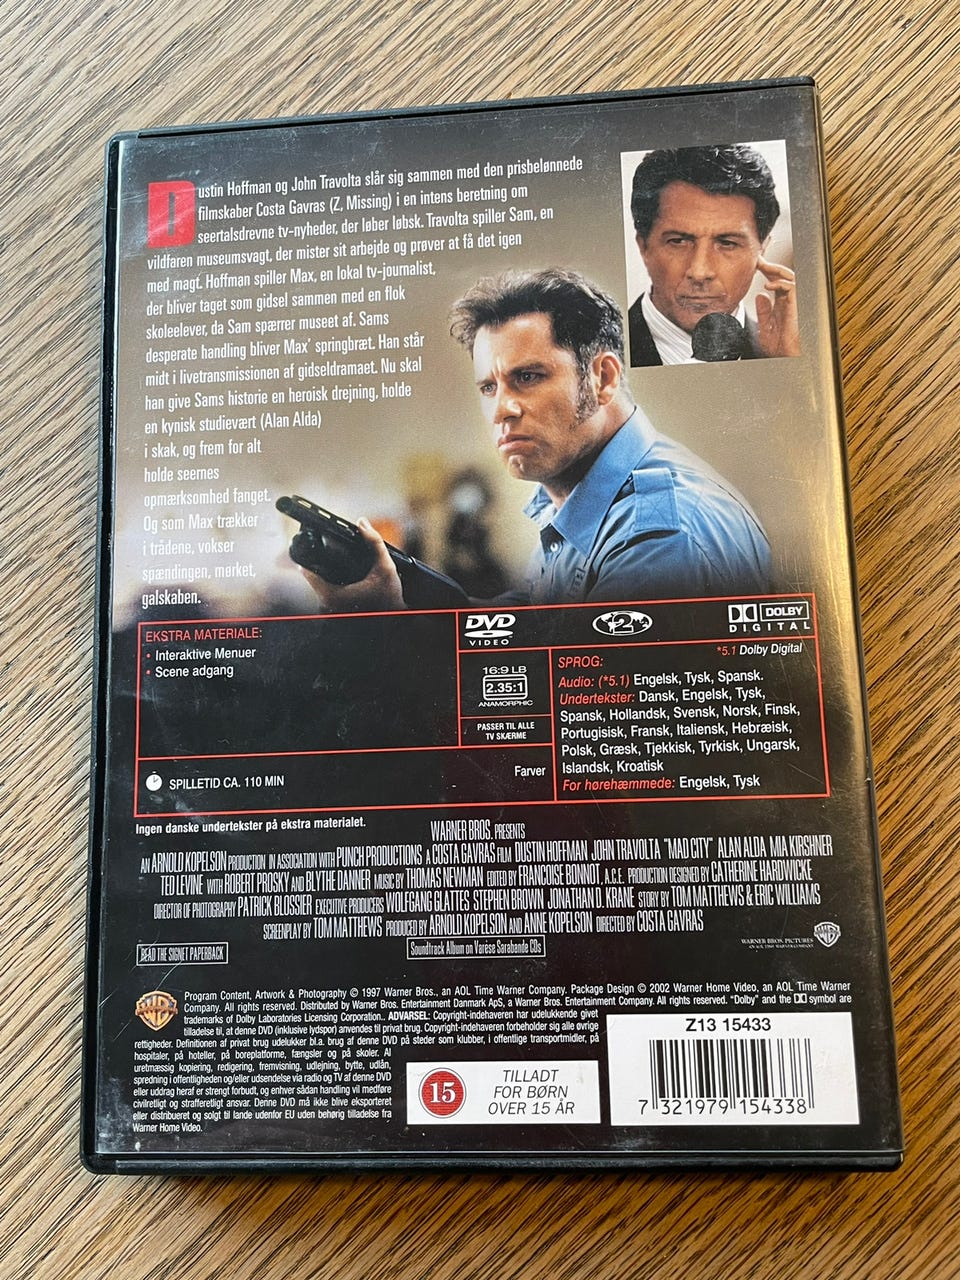 Dustin Hoffman og John Travolta slår sig sammen med den prisbelønnede
filmskaber Costa Gavras (Z, Missing) i en intens beretning om
seertalsdrevne tv-nyheder, der løber løbsk. Travolta spiller Sam, en
vildfaren museumsvagt, der mister sit arbejde og prøver at få det igen
med magt. Hoffman spiller Max, en lokal tv-journalist,
der bliver taget som gidsel sammen med en flok
skoleelever, da Sam spærrer museet af. Sams
desperate handling bliver Max' springbræt. Han står
midt i livetransmissionen af gidseldramaet. Nu skal
han give Sams historie en heroisk drejning, holde
en kynisk studievært (Alan Alda)
i skak, og frem for alt
holde seernes
opmærksomhed fanget.
Og som Max trækker
i trådene, vokser
spændingen, mørket,
galskaben.
EKSTRA MATERIALE:
• Interaktive Menuer
• Scene adgang
SPILLETID CA. 110 MIN
Farver
DVD
VIDEO
2
DOLBY
DIGITAL
*5.1 Dolby Digital
16:9 LB
2.35:1
ANAMORPHIC
PASSER TIL ALLE
TV SKÆRME
SPROG:
Audio: (*5.1) Engelsk, Tysk, Spansk.
Undertekster: Dansk, Engelsk, Tysk,
Spansk, Hollandsk, Svensk, Norsk, Finsk,
Portugisisk, Fransk, Italiensk, Hebræisk,
Polsk, Græsk, Tjekkisk, Tyrkisk, Ungarsk,
Islandsk, Kroatisk
For hørehæmmede: Engelsk, Tysk
Ingen danske undertekster på ekstra materialet.
WARNER BROS. PRESENTS
AN ARNOLD KOPELSON PRODUCTION IN ASSOCIATION WITH PUNCH PRODUCTIONS A COSTA GAVRAS FILM DUSTIN HOFFMAN JOHN TRAVOLTA "MAD CITY" ALAN ALDA MIA KIRSHNER
TED LEVINE WITH ROBERT PROSKY AND BLYTHE DANNER MUSIC BY THOMAS NEWMAN EDITED BY FRANÇOISE BONNOT, A.C.E. PRODUCTION DESIGNED BY CATHERINE HARDWICKE
DIRECTOR OF PHOTOGRAPHY PATRICK BLOSSIER EXECUTIVE PRODUCERS WOLFGANG GLATTES STEPHEN BROWN JONATHAN D. KRANE STORY BY TOM MATTHEWS & ERIC WILLIAMS
SCREENPLAY BY TOM MATTHEWS PRODUCED BY ARNOLD KOPELSON AND ANNE KOPELSON DIRECTED BY COSTA GAVRAS
READ THE SIGNET PAPERBACK
Soundtrack Album on Varèse Sarabande CDs
WARNER BROS. PICTURES
Program Content, Artwork & Photography © 1997 Warner Bros., an AOL Time Warner Company. Package Design © 2002 Warner Home Video, an AOL Time Warner
Company. All rights reserved. Distributed by Warner Bros. Entertainment Danmark ApS, a Warner Bros. Entertainment Company. All rights reserved. "Dolby" and the DD symbol are
trademarks of Dolby Laboratories Licensing Corporation.. ADVARSEL: Copyright-indehaveren har udelukkende givet
tilladelse til, at denne DVD (inklusive lydspor) anvendes til privat brug. Copyright-indehaveren forbeholder sig alle øvrige
rettigheder. Definitionen af privat brug udelukker bl.a. brug af denne DVD på steder som klubber, i offentlige transportmidler, på
hospitaler, på hoteller, på boreplatforme, fængsler og på skoler. Al
uretmæssig kopiering, redigering, fremvisning, udlejning, bytte, udlån,
spredning i offentligheden og/eller udsendelse via radio og TV af denne DVD
eller uddrag heraf er strengt forbudt, og enhver sådan handling vil medføre
civilretligt og strafferetligt ansvar. Denne DVD må ikke blive eksporteret
eller distribueret og solgt til lande udenfor EU uden behørig tilladelse fra
Warner Home Video.
15
TILLADT
FOR BØRN
OVER 15 ÅR
Z13 15433
7 321979 154338